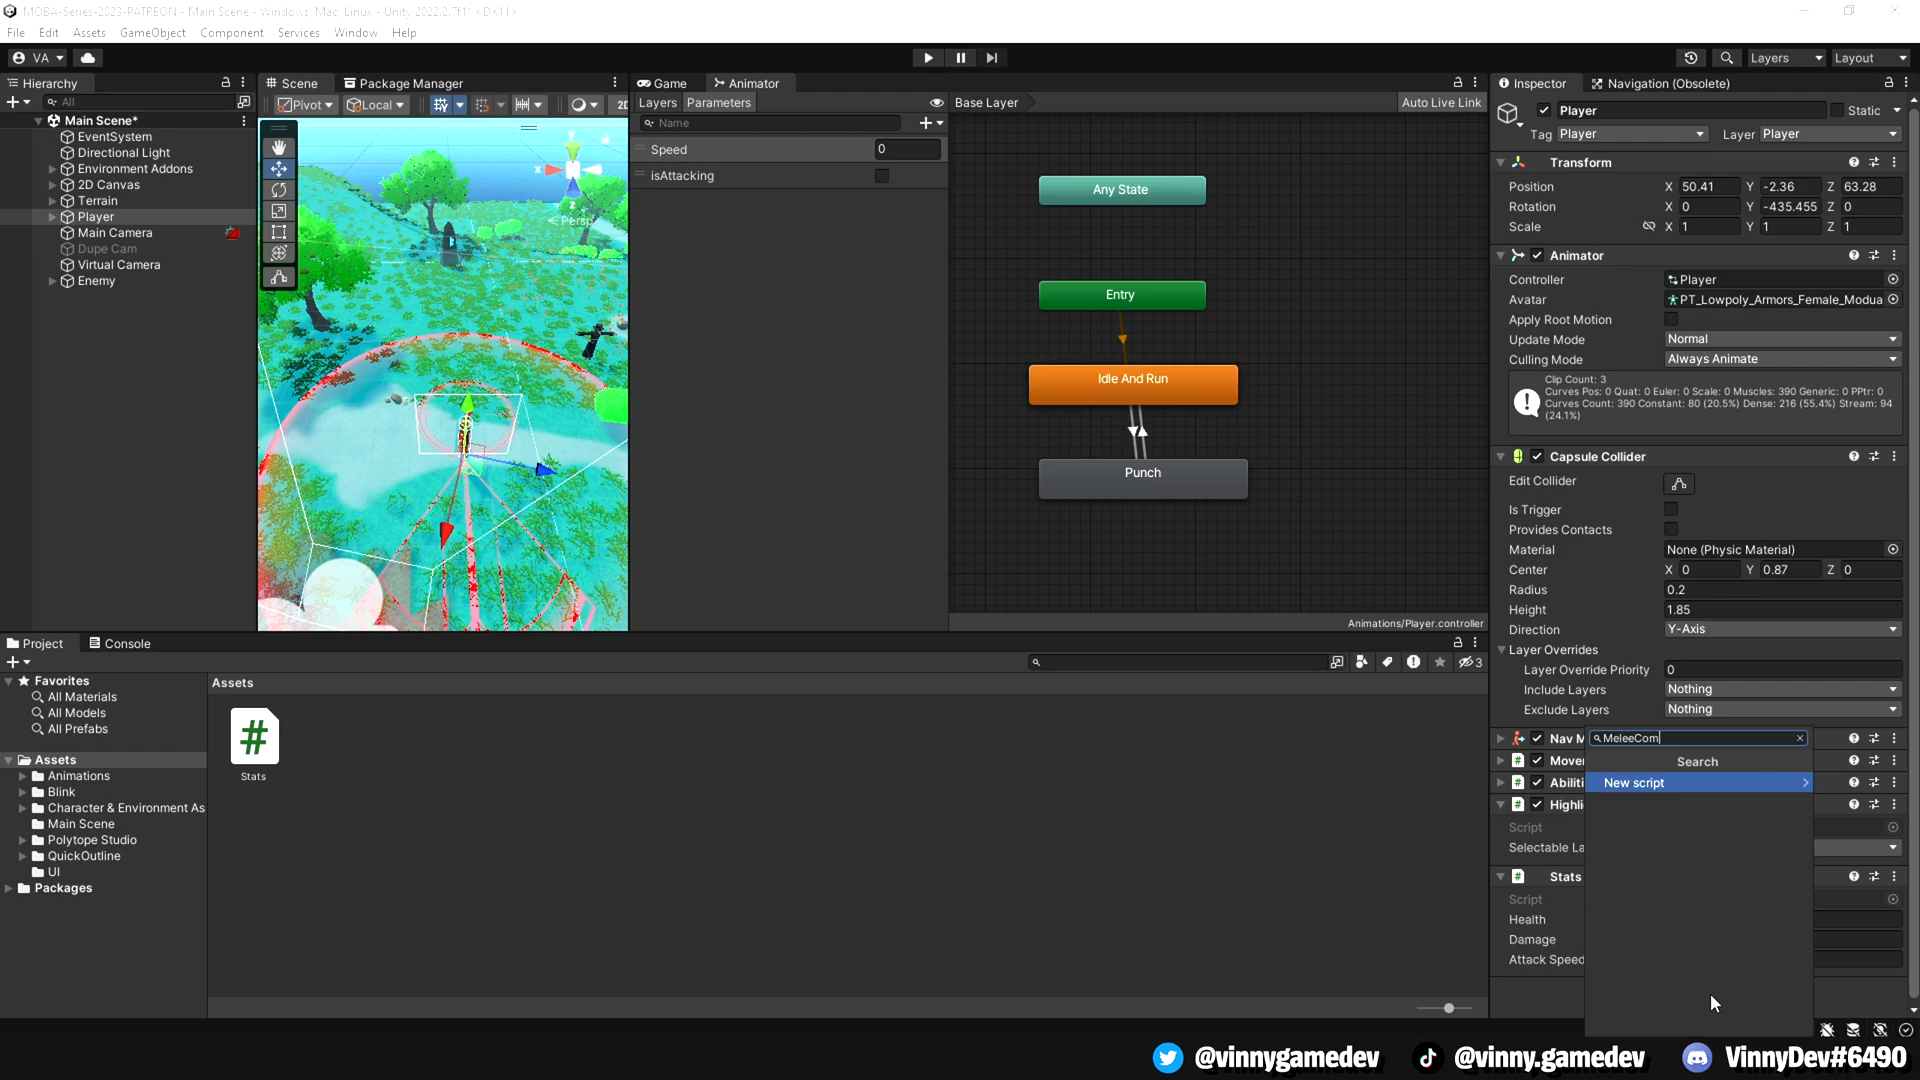 MOBA-Series-2023-PATREON - Main Scene - Windows, Mac, Linux - Unity 2022.2.7f1* <DX11>
File Edit Assets GameObject Component Services Window Help
VA Layers Layout
Hierarchy
All
Main Scene*
EventSystem
Directional Light
Environment Addons
2D Canvas
Terrain
Player
Main Camera
Dupe Cam
Virtual Camera
Enemy
Scene Package Manager
Pivot Local 2D
Persp
Game Animator
Layers Parameters Base Layer Auto Live Link
Name
Speed 0
isAttacking
Any State
Entry
Idle And Run
Punch
Animations/Player.controller
Inspector Navigation (Obsolete)
Player Static
Tag Player Layer Player
Transform
Position X 50.41 Y -2.36 Z 63.28
Rotation X 0 Y -435.455 Z 0
Scale X 1 Y 1 Z 1
Animator
Controller Player
Avatar PT_Lowpoly_Armors_Female_Modua
Apply Root Motion
Update Mode Normal
Culling Mode Always Animate
Clip Count: 3
Curves Pos: 0 Quat: 0 Euler: 0 Scale: 0 Muscles: 390 Generic: 0 PPtr: 0
Curves Count: 390 Constant: 80 (20.5%) Dense: 216 (55.4%) Stream: 94
(24.1%)
Capsule Collider
Edit Collider
Is Trigger
Provides Contacts
Material None (Physic Material)
Center X 0 Y 0.87 Z 0
Radius 0.2
Height 1.85
Direction Y-Axis
Layer Overrides
Layer Override Priority 0
Include Layers Nothing
Exclude Layers Nothing
Nav M
Mover
Abiliti
Highli
Script
Selectable La
Stats
Script
Health
Damage
Attack Speed
MeleeCom
Search
New script
Project Console
3
Favorites
All Materials
All Models
All Prefabs
Assets
Animations
Blink
Character & Environment As
Main Scene
Polytope Studio
QuickOutline
UI
Packages
Assets
#
Stats
@vinnygamedev @vinny.gamedev VinnyDev#6490